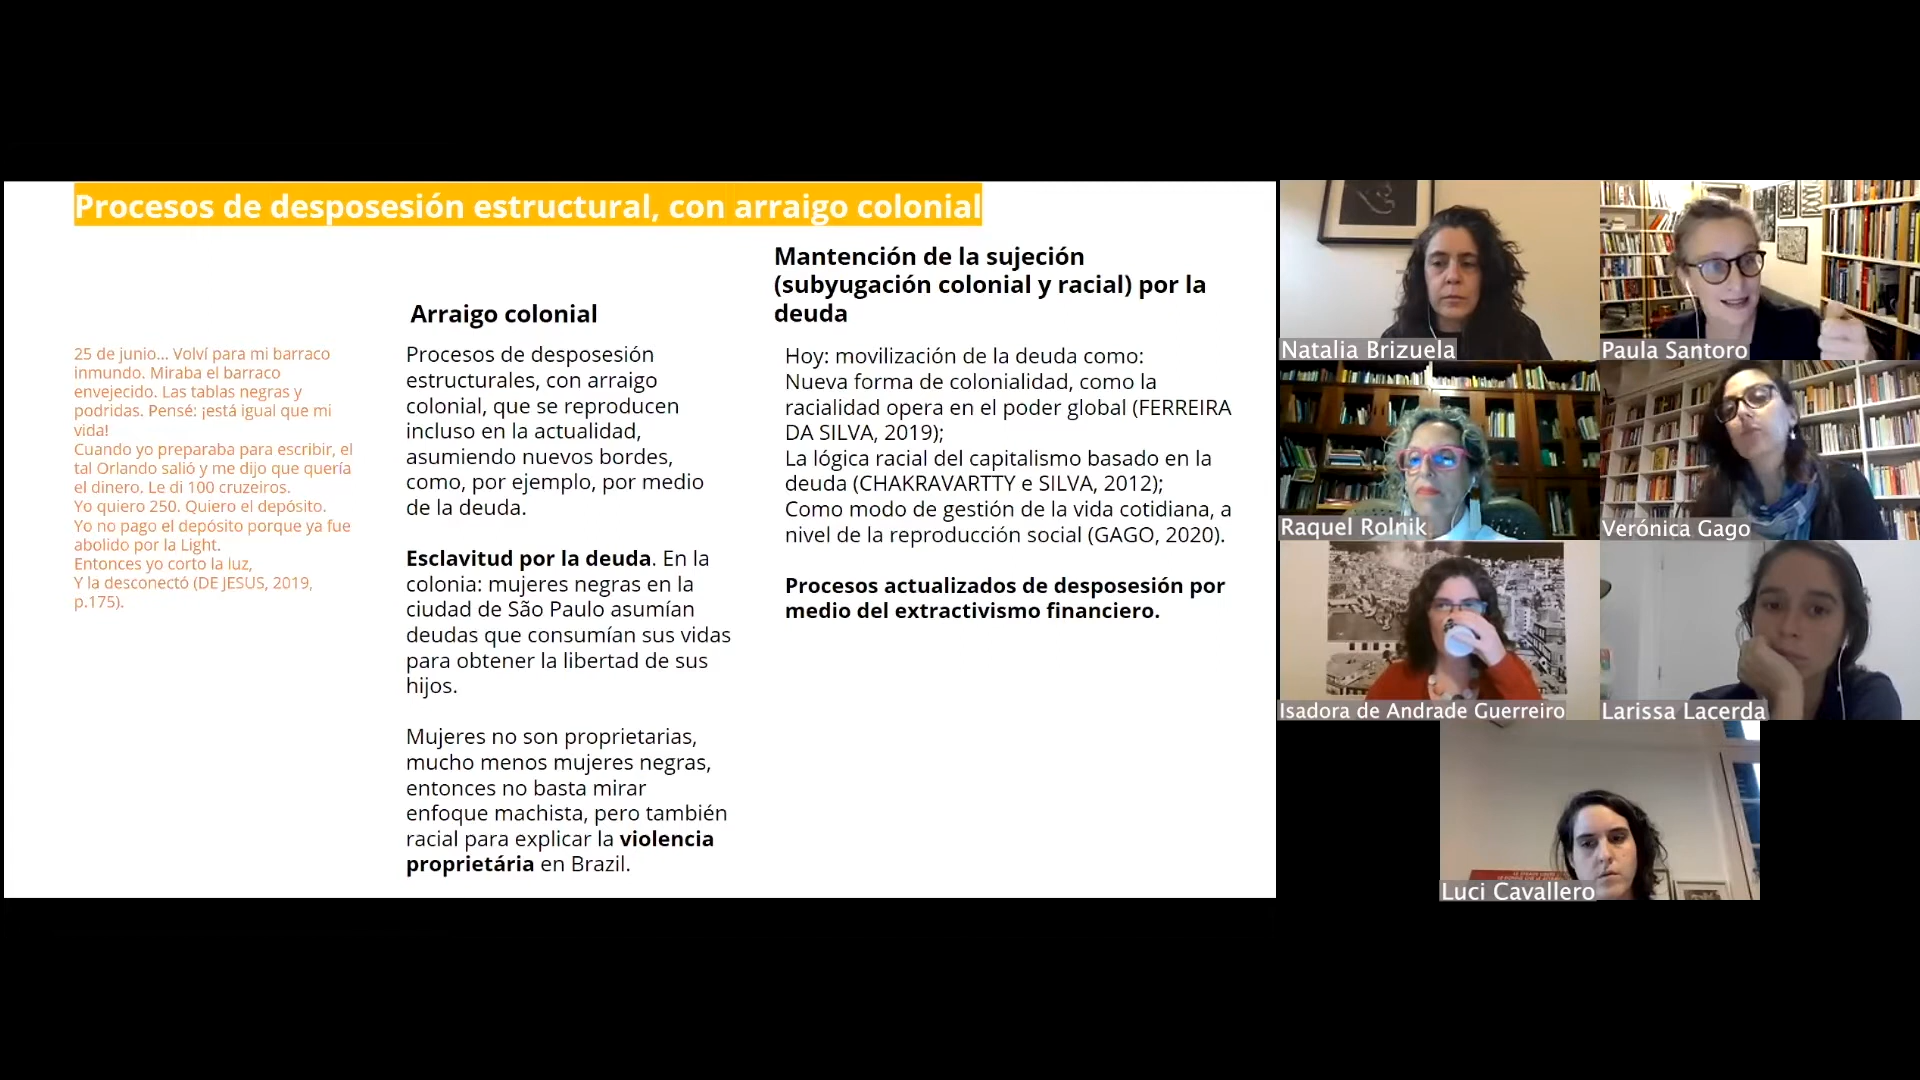 Procesos de desposesión estructural, con arraigo colonial
25 de junio... Volví para mi barraco
inmundo. Miraba el barraco
envejecido. Las tablas negras y
podridas. Pensé: ¡está igual que mi
vida!
Cuando yo preparaba para escribir, el
tal Orlando salió y me dijo que quería
el dinero. Le di 100 cruzeiros.
Yo quiero 250. Quiero el depósito.
Yo no pago el depósito porque ya fue
abolido por la Light.
Entonces yo corto la luz,
Y la desconectó (DE JESUS, 2019,
p.175).
Arraigo colonial
Procesos de desposesión
estructurales, con arraigo
colonial, que se reproducen
incluso en la actualidad,
asumiendo nuevos bordes,
como, por ejemplo, por medio
de la deuda.
Esclavitud por la deuda. En la
colonia: mujeres negras en la
ciudad de São Paulo asumían
deudas que consumían sus vidas
para obtener la libertad de sus
hijos.
Mujeres no son proprietarias,
mucho menos mujeres negras,
entonces no basta mirar
enfoque machista, pero también
racial para explicar la violencia
proprietária en Brazil.
Mantención de la sujeción
(subyugación colonial y racial) por la
deuda
Hoy: movilización de la deuda como:
Nueva forma de colonialidad, como la
racialidad opera en el poder global (FERREIRA
DA SILVA, 2019);
La lógica racial del capitalismo basado en la
deuda (CHAKRAVARTTY e SILVA, 2012);
Como modo de gestión de la vida cotidiana, a
nivel de la reproducción social (GAGO, 2020).
Procesos actualizados de desposesión por
medio del extractivismo financiero.
Natalia Brizuela
Paula Santoro
Raquel Rolnik
Verónica Gago
Isadora de Andrade Guerreiro
Larissa Lacerda
Luci Cavallero